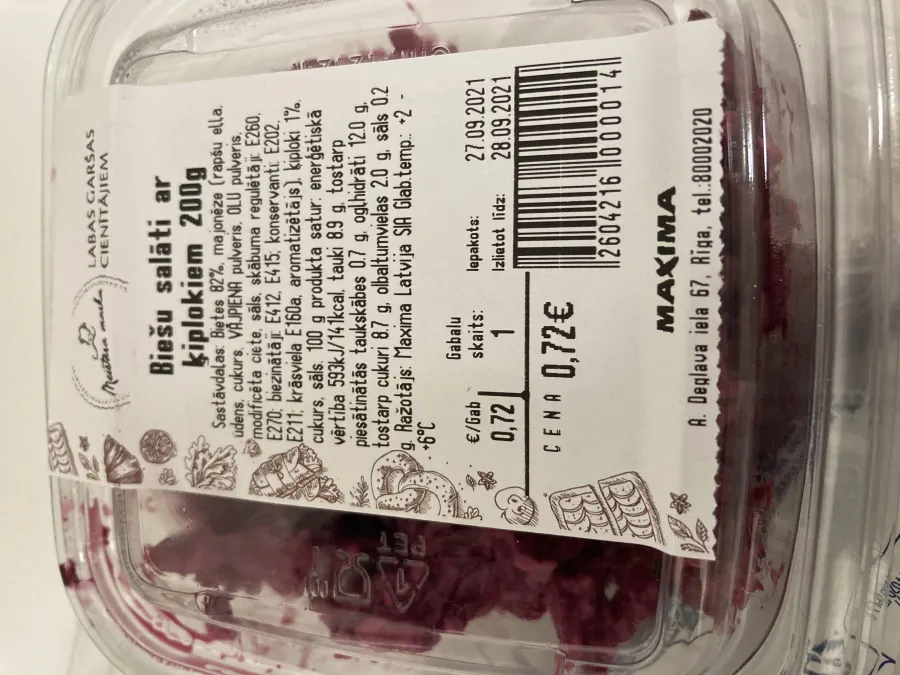 Meistara marka
LABAS GARŠAS
CIENĪTĀJIEM
Biešu salāti ar
ķiplokiem 200g
Sastāvdaļas: Bietes 82%, majonēze (rapšu eļļa,
ūdens, cukurs, VĀJPIENA pulveris, OLU pulveris,
modificēta ciete, sāls, skābuma regulētāji: E260,
E270; biezinātāji: E412, E415; konservanti: E202,
E211; krāsviela E160a, aromatizētājs), ķiploki 1%,
cukurs, sāls. 100 g produkta satur: enerģētiskā
vērtība 593kJ/141kcal, tauki 8.9 g, tostarp
piesātinātās taukskābes 0.7 g, ogļhidrāti 12.0 g,
tostarp cukuri 8.7 g, olbaltumvielas 2.0 g, sāls 0.2
g. Ražotājs: Maxima Latvija SIA Glab.temp.: +2 -
+6°C
€/Gab
0,72
Gabalu
skaits:
1
Iepakots: 27.09.2021
Izlietot līdz: 28.09.2021
CENA 0,72€
2604216000014
MAXIMA
A. Deglava iela 67, Rīga, tel.:80002020